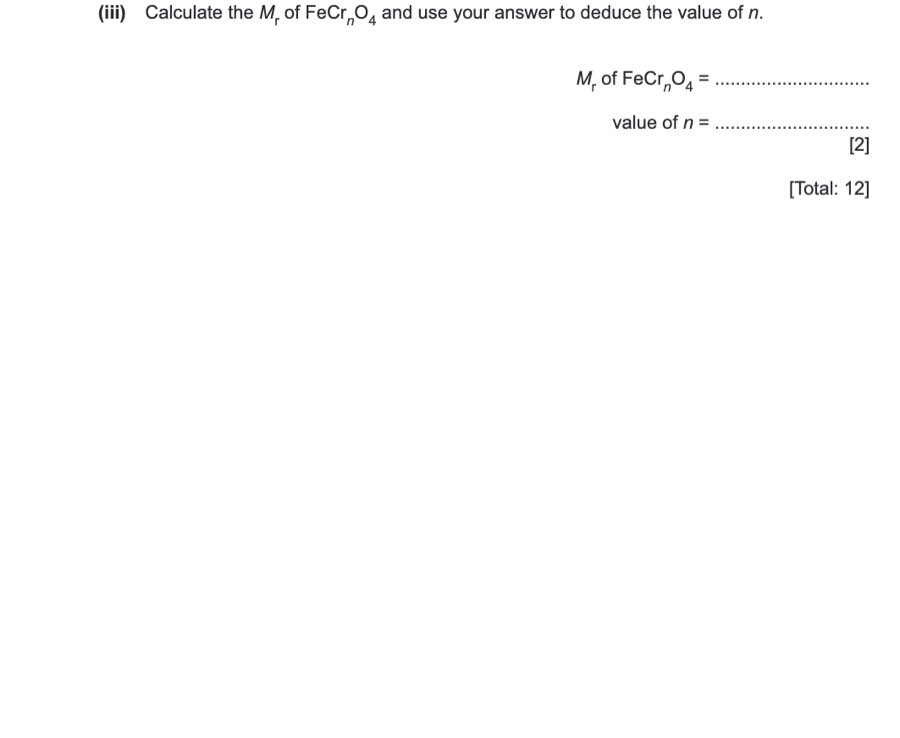 (iii) Calculate the Mr of FeCrnO4 and use your answer to deduce the value of n.
Mr of FeCrnO4 = ..............................
value of n = ..............................
[2]
[Total: 12]